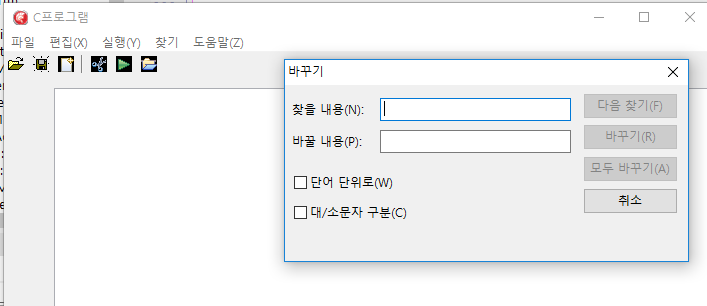 C프로그램
파일 편집(X) 실행(Y) 찾기 도움말(Z)
바꾸기
찾을 내용(N):
다음 찾기(F)
바꿀 내용(P):
바꾸기(R)
모두 바꾸기(A)
단어 단위로(W)
취소
대/소문자 구분(C)